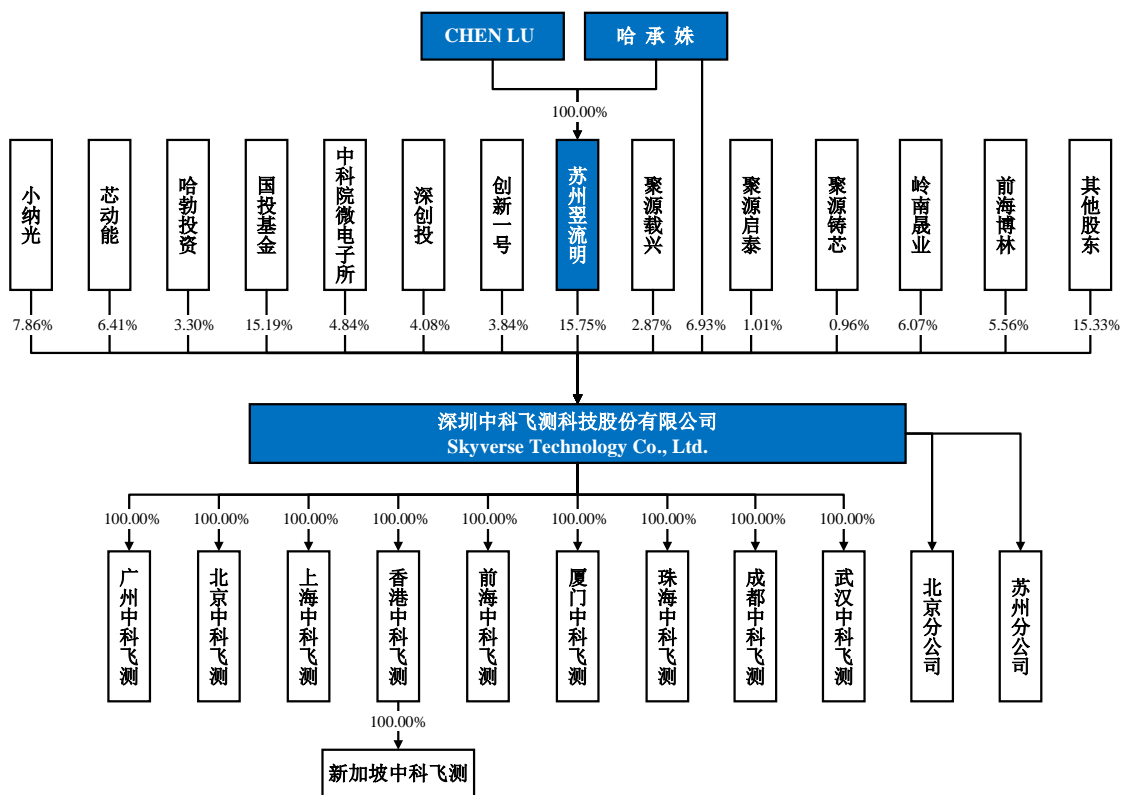 CHEN LU
哈 承 姝
100.00%
小纳光
芯动能
哈勃投资
国投基金
中科院微电子所
深创投
创新一号
苏州翌流明
聚源载兴
聚源启泰
聚源铸芯
岭南晟业
前海博林
其他股东
7.86%
6.41%
3.30%
15.19%
4.84%
4.08%
3.84%
15.75%
2.87%
6.93%
1.01%
0.96%
6.07%
5.56%
15.33%
深圳中科飞测科技股份有限公司
Skyverse Technology Co., Ltd.
100.00%
100.00%
100.00%
100.00%
100.00%
100.00%
100.00%
100.00%
100.00%
广州中科飞测
北京中科飞测
上海中科飞测
香港中科飞测
前海中科飞测
厦门中科飞测
珠海中科飞测
成都中科飞测
武汉中科飞测
北京分公司
苏州分公司
100.00%
新加坡中科飞测